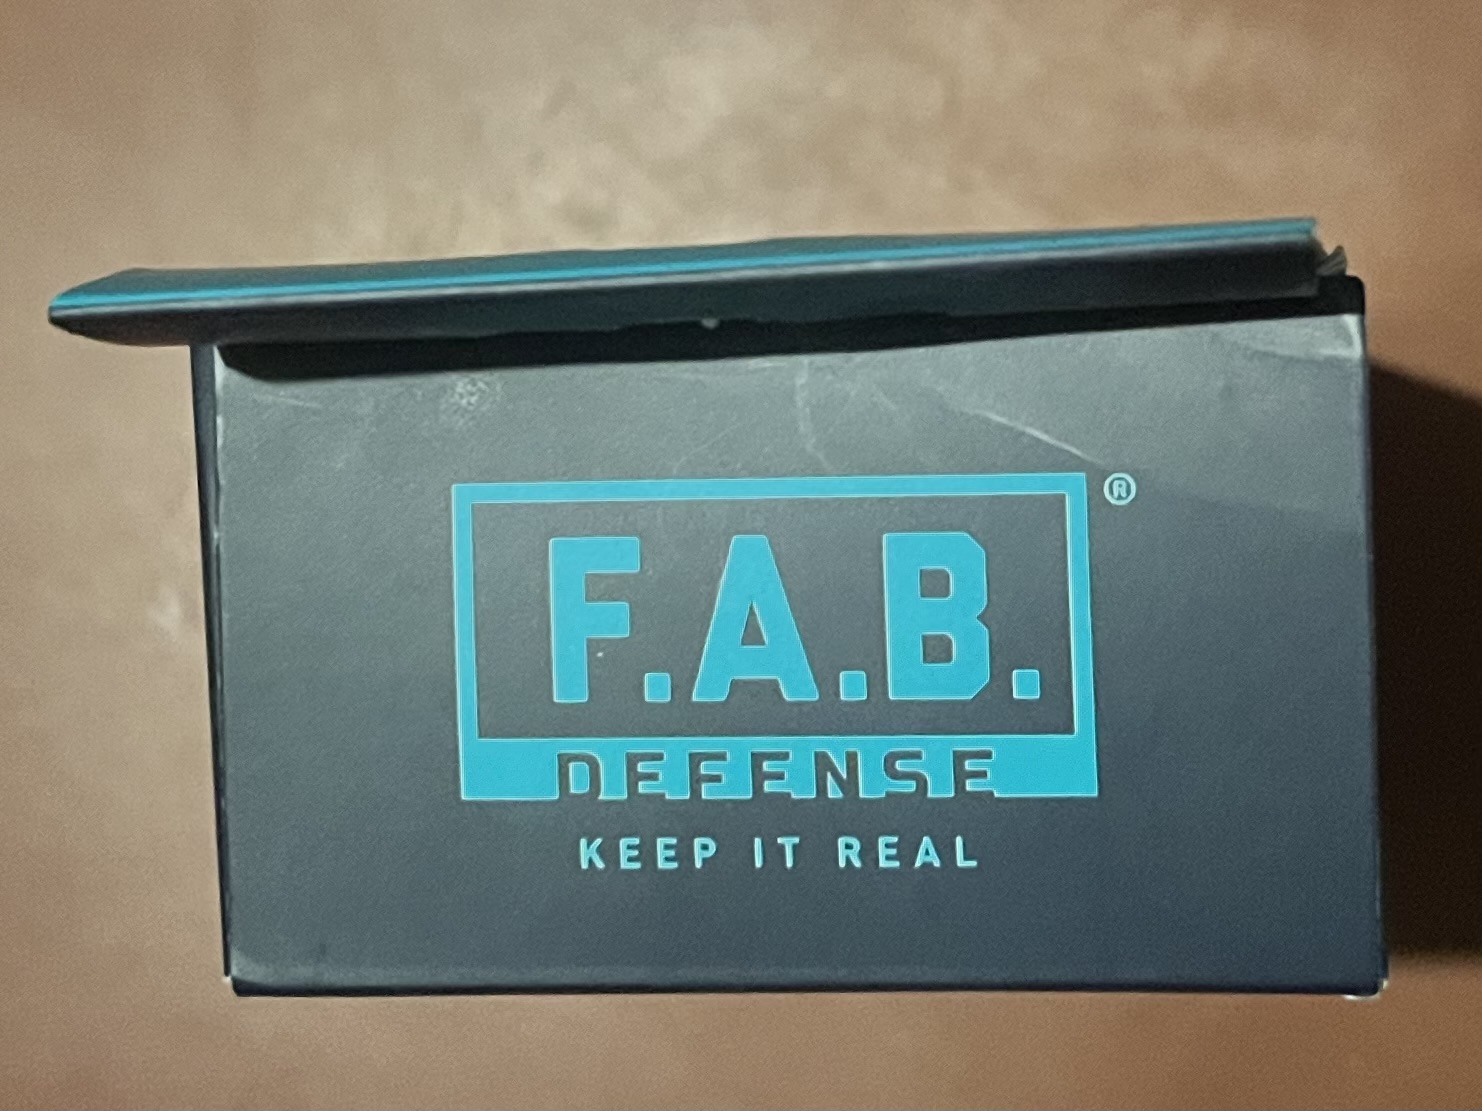 F.A.B. ®
DEFENSE
KEEP IT REAL